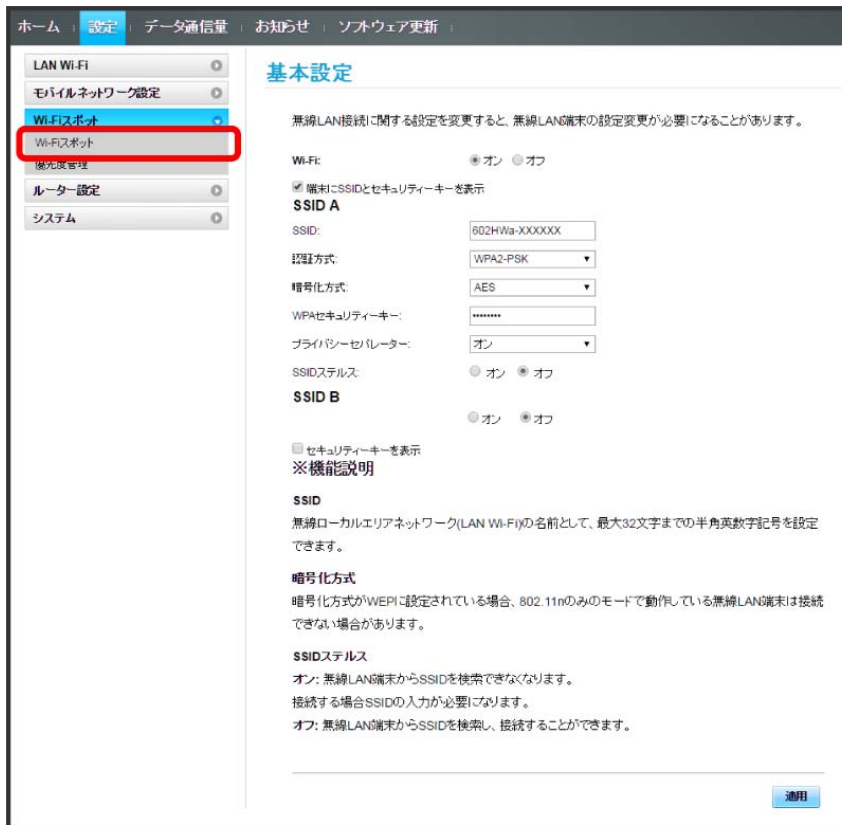 ホーム 設定 データ通信量 お知らせ ソフトウェア更新
LAN Wi-Fi
モバイルネットワーク設定
Wi-Fiスポット
Wi-Fiスポット
優先度管理
ルーター設定
システム
基本設定
無線LAN接続に関する設定を変更すると、無線LAN端末の設定変更が必要になることがあります。
Wi-Fi: オン オフ
端末にSSIDとセキュリティーキーを表示
SSID A
SSID: 602HWa-XXXXXX
認証方式: WPA2-PSK
暗号化方式: AES
WPAセキュリティーキー: ••••••••
プライバシーセパレーター: オン
SSIDステルス: オン オフ
SSID B
オン オフ
セキュリティーキーを表示
※機能説明
SSID
無線ローカルエリアネットワーク(LAN Wi-Fi)の名前として、最大32文字までの半角英数字記号を設定
できます。
暗号化方式
暗号化方式がWEPに設定されている場合、802.11nのみのモードで動作している無線LAN端末は接続
できない場合があります。
SSIDステルス
オン: 無線LAN端末からSSIDを検索できなくなります。
接続する場合SSIDの入力が必要になります。
オフ: 無線LAN端末からSSIDを検索し、接続することができます。
適用